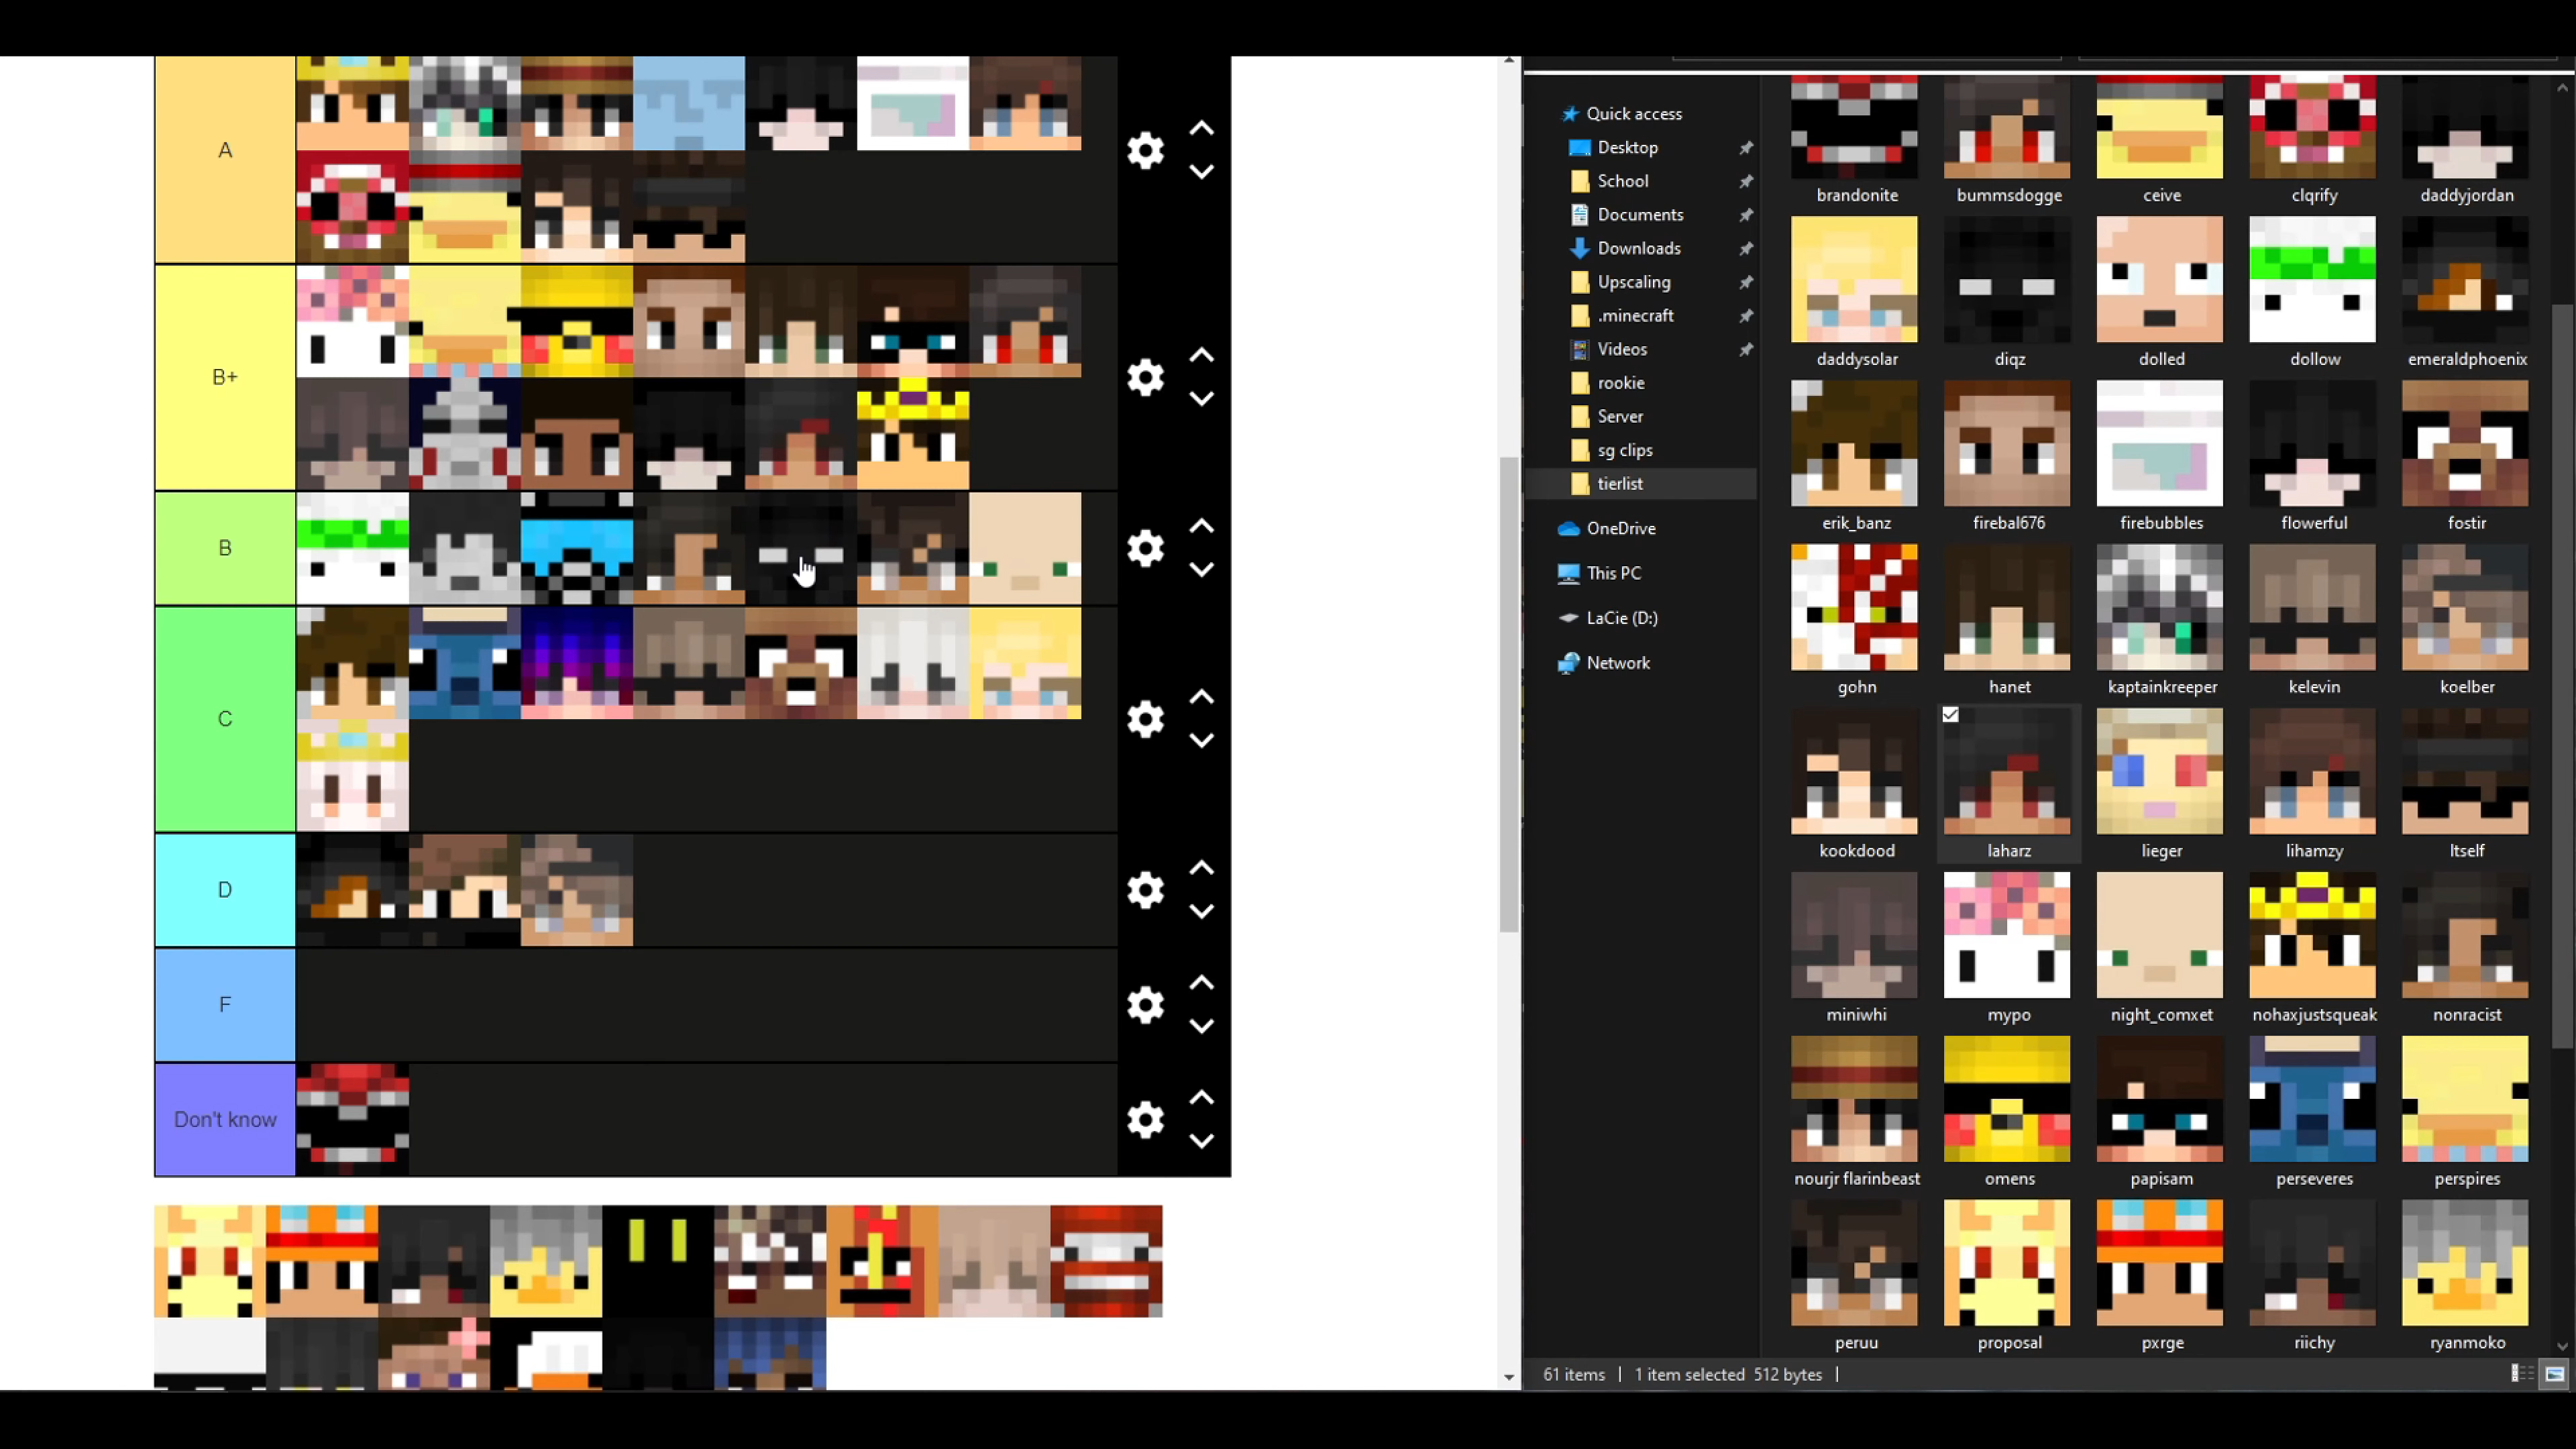 A
B+
B
C
D
F
Don't know
Quick access
Desktop
School
Documents
Downloads
Upscaling
.minecraft
Videos
rookie
Server
sg clips
tierlist
OneDrive
This PC
LaCie (D:)
Network
brandonite bummsdogge ceive clqrify daddyjordan
daddysolar diqz dolled dollow emeraldphoenix
erik_banz firebal676 firebubbles flowerful fostir
gohn hanet kaptainkreeper kelevin koelber
kookdood laharz lieger lihamzy ltself
miniwhi mypo night_comxet nohaxjustsqueak nonracist
nourjr flarinbeast omens papisam perseveres perspires
peruu proposal pxrge riichy ryanmoko
61 items 1 item selected 512 bytes